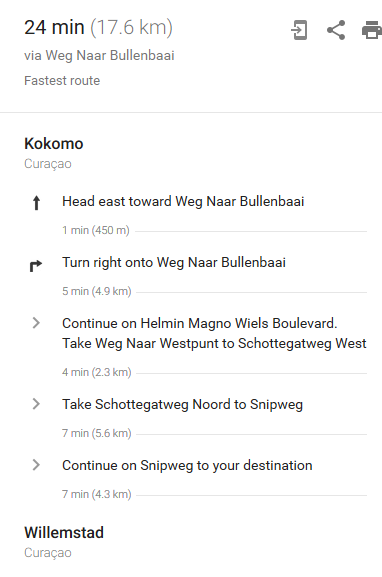 24 min (17.6 km)
via Weg Naar Bullenbaai
Fastest route
Kokomo
Curaçao
Head east toward Weg Naar Bullenbaai
1 min (450 m)
Turn right onto Weg Naar Bullenbaai
5 min (4.9 km)
Continue on Helmin Magno Wiels Boulevard.
Take Weg Naar Westpunt to Schottegatweg West
4 min (2.3 km)
Take Schottegatweg Noord to Snipweg
7 min (5.6 km)
Continue on Snipweg to your destination
7 min (4.3 km)
Willemstad
Curaçao